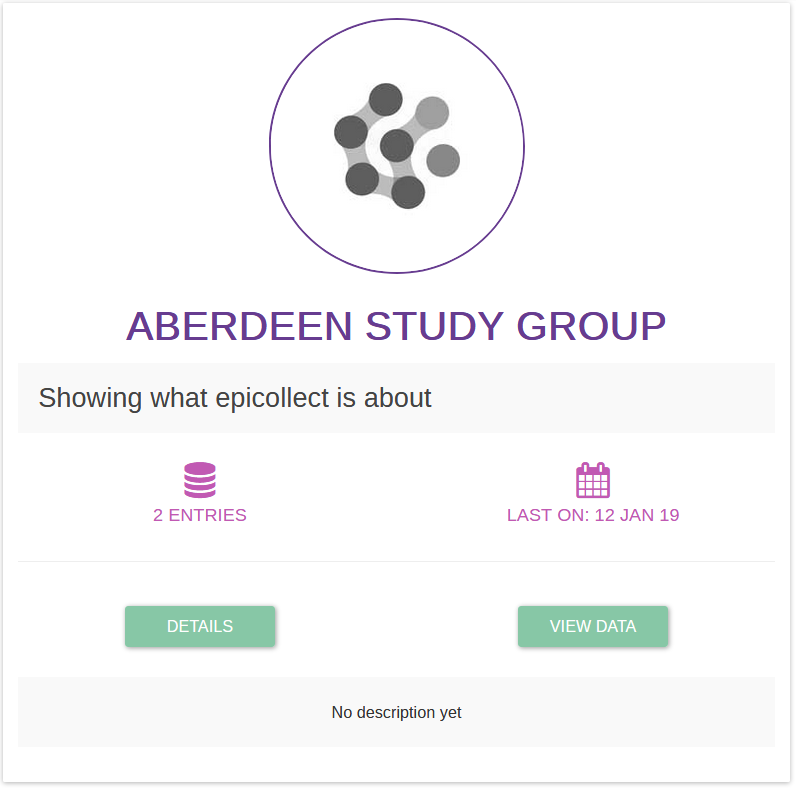 ABERDEEN STUDY GROUP
Showing what epicollect is about
2 ENTRIES
LAST ON: 12 JAN 19
DETAILS
VIEW DATA
No description yet